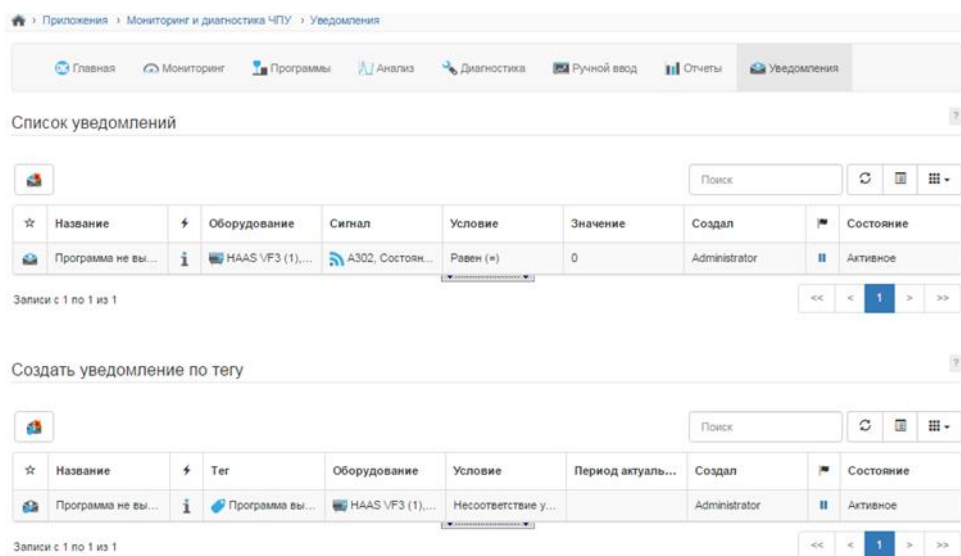 Приложения > Мониторинг и диагностика ЧПУ > Уведомления
Главная Мониторинг Программы Анализ Диагностика Ручной ввод Отчеты Уведомления
Список уведомлений ?
Поиск
Название Оборудование Сигнал Условие Значение Создал Состояние
Программа не вы... HAAS VF3 (1),... A302, Состоян... Равен (=) 0 Administrator Активное
Записи с 1 по 1 из 1 << < 1 > >>
Создать уведомление по тегу ?
Поиск
Название Тег Оборудование Условие Период актуаль... Создал Состояние
Программа не вы... Программа вы... HAAS VF3 (1),... Несоответствие у... Administrator Активное
Записи с 1 по 1 из 1 << < 1 > >>